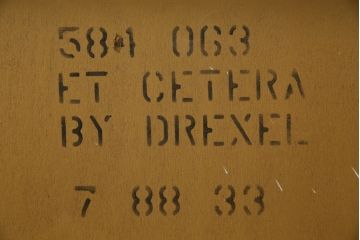 584 063
ET CETERA
BY DREXEL
7 88 33